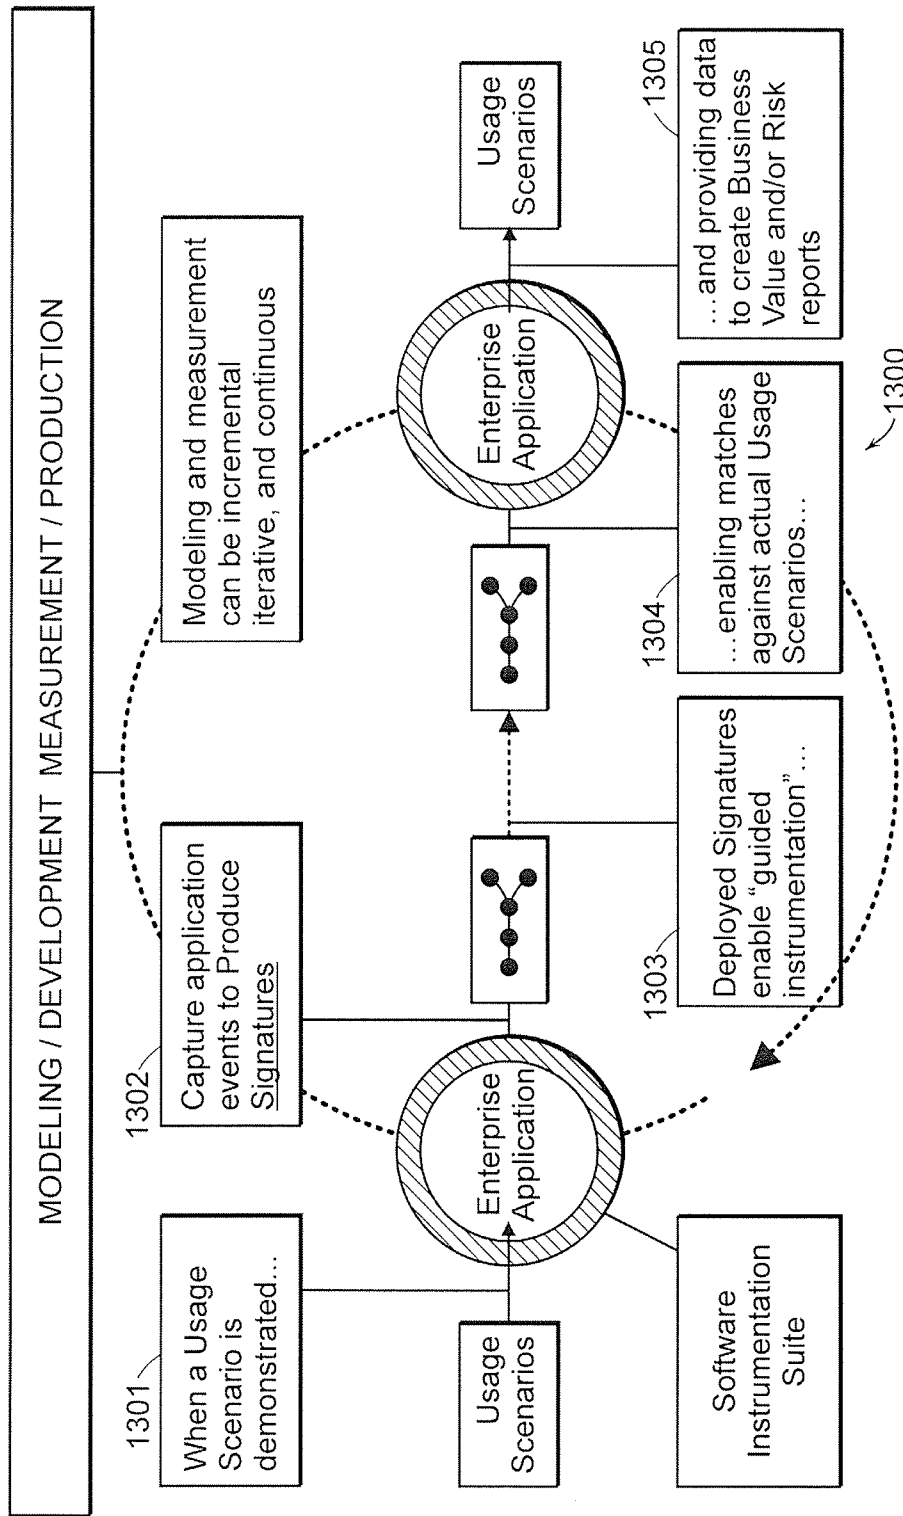 MODELING / DEVELOPMENT MEASUREMENT / PRODUCTION
1301
When a Usage
Scenario is
demonstrated...
1302
Capture application
events to Produce
Signatures
Modeling and measurement
can be incremental
iterative, and continuous
Usage
Scenarios
Enterprise
Application
Enterprise
Application
Usage
Scenarios
Software
Instrumentation
Suite
1303
Deployed Signatures
enable “guided
instrumentation”...
1304
...enabling matches
against actual Usage
Scenarios...
1305
...and providing data
to create Business
Value and/or Risk
reports
1300